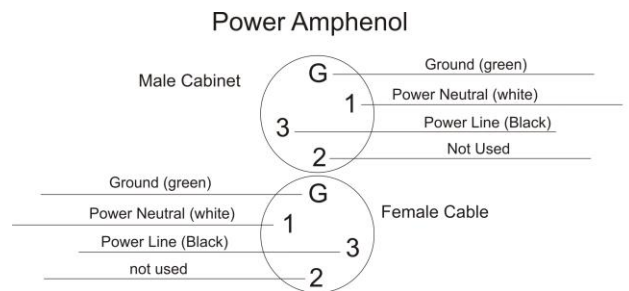 Power Amphenol
Male Cabinet
G Ground (green)
1 Power Neutral (white)
3 Power Line (Black)
2 Not Used
Ground (green) G
Power Neutral (white) 1
Female Cable
Power Line (Black) 3
not used 2